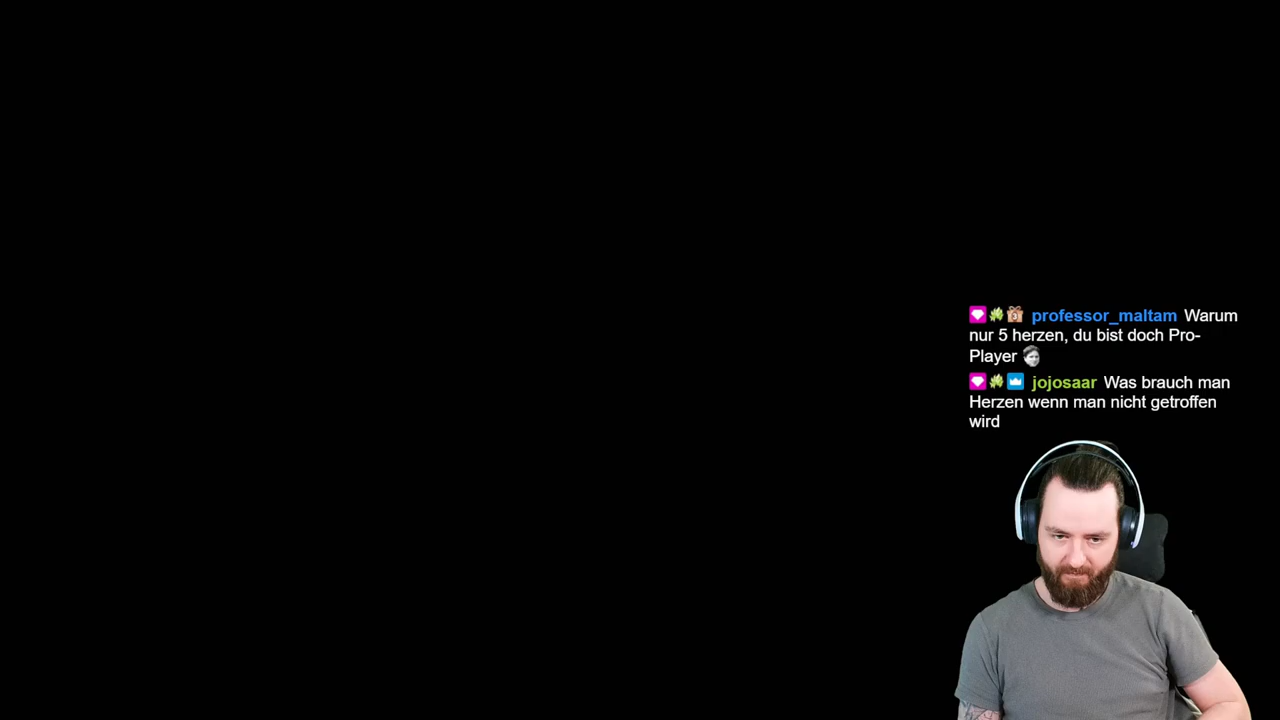 professor_maltam Warum
nur 5 herzen, du bist doch Pro-
Player
jojosaar Was brauch man
Herzen wenn man nicht getroffen
wird